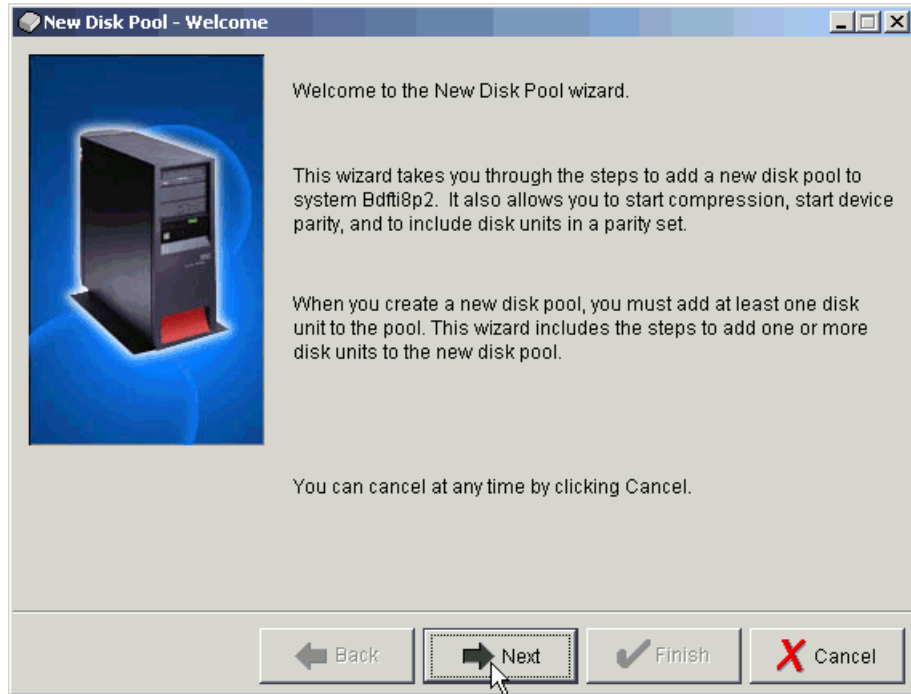 New Disk Pool - Welcome
Welcome to the New Disk Pool wizard.
This wizard takes you through the steps to add a new disk pool to
system Bdfti8p2.  It also allows you to start compression, start device
parity, and to include disk units in a parity set.
When you create a new disk pool, you must add at least one disk
unit to the pool. This wizard includes the steps to add one or more
disk units to the new disk pool.
You can cancel at any time by clicking Cancel.
Back
Next
Finish
Cancel